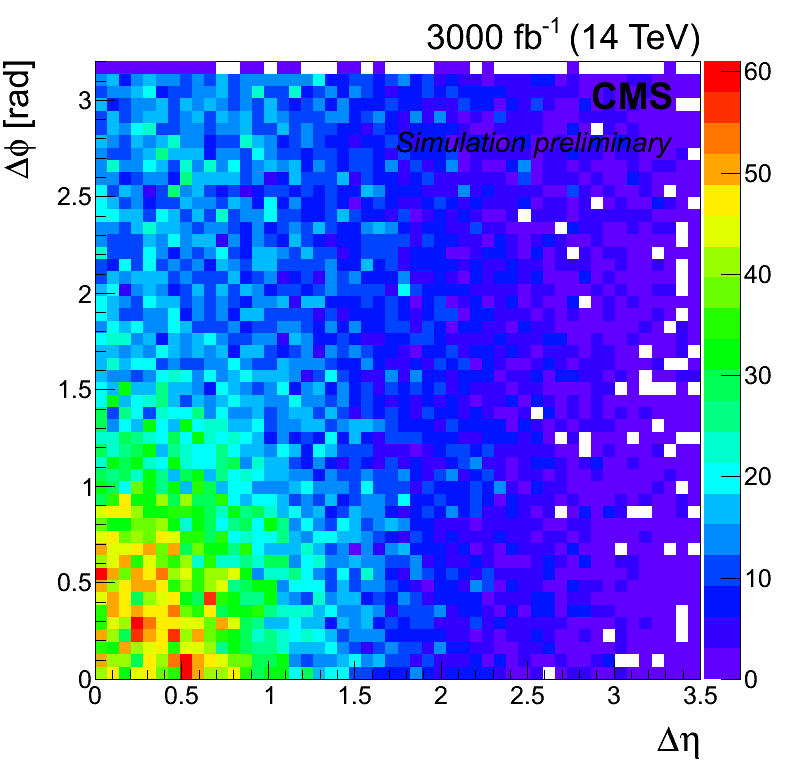 3000 fb⁻¹ (14 TeV)
Δϕ [rad]
CMS
Simulation preliminary
3
2.5
2
1.5
1
0.5
0
60
50
40
30
20
10
0
0 0.5 1 1.5 2 2.5 3 3.5
Δη